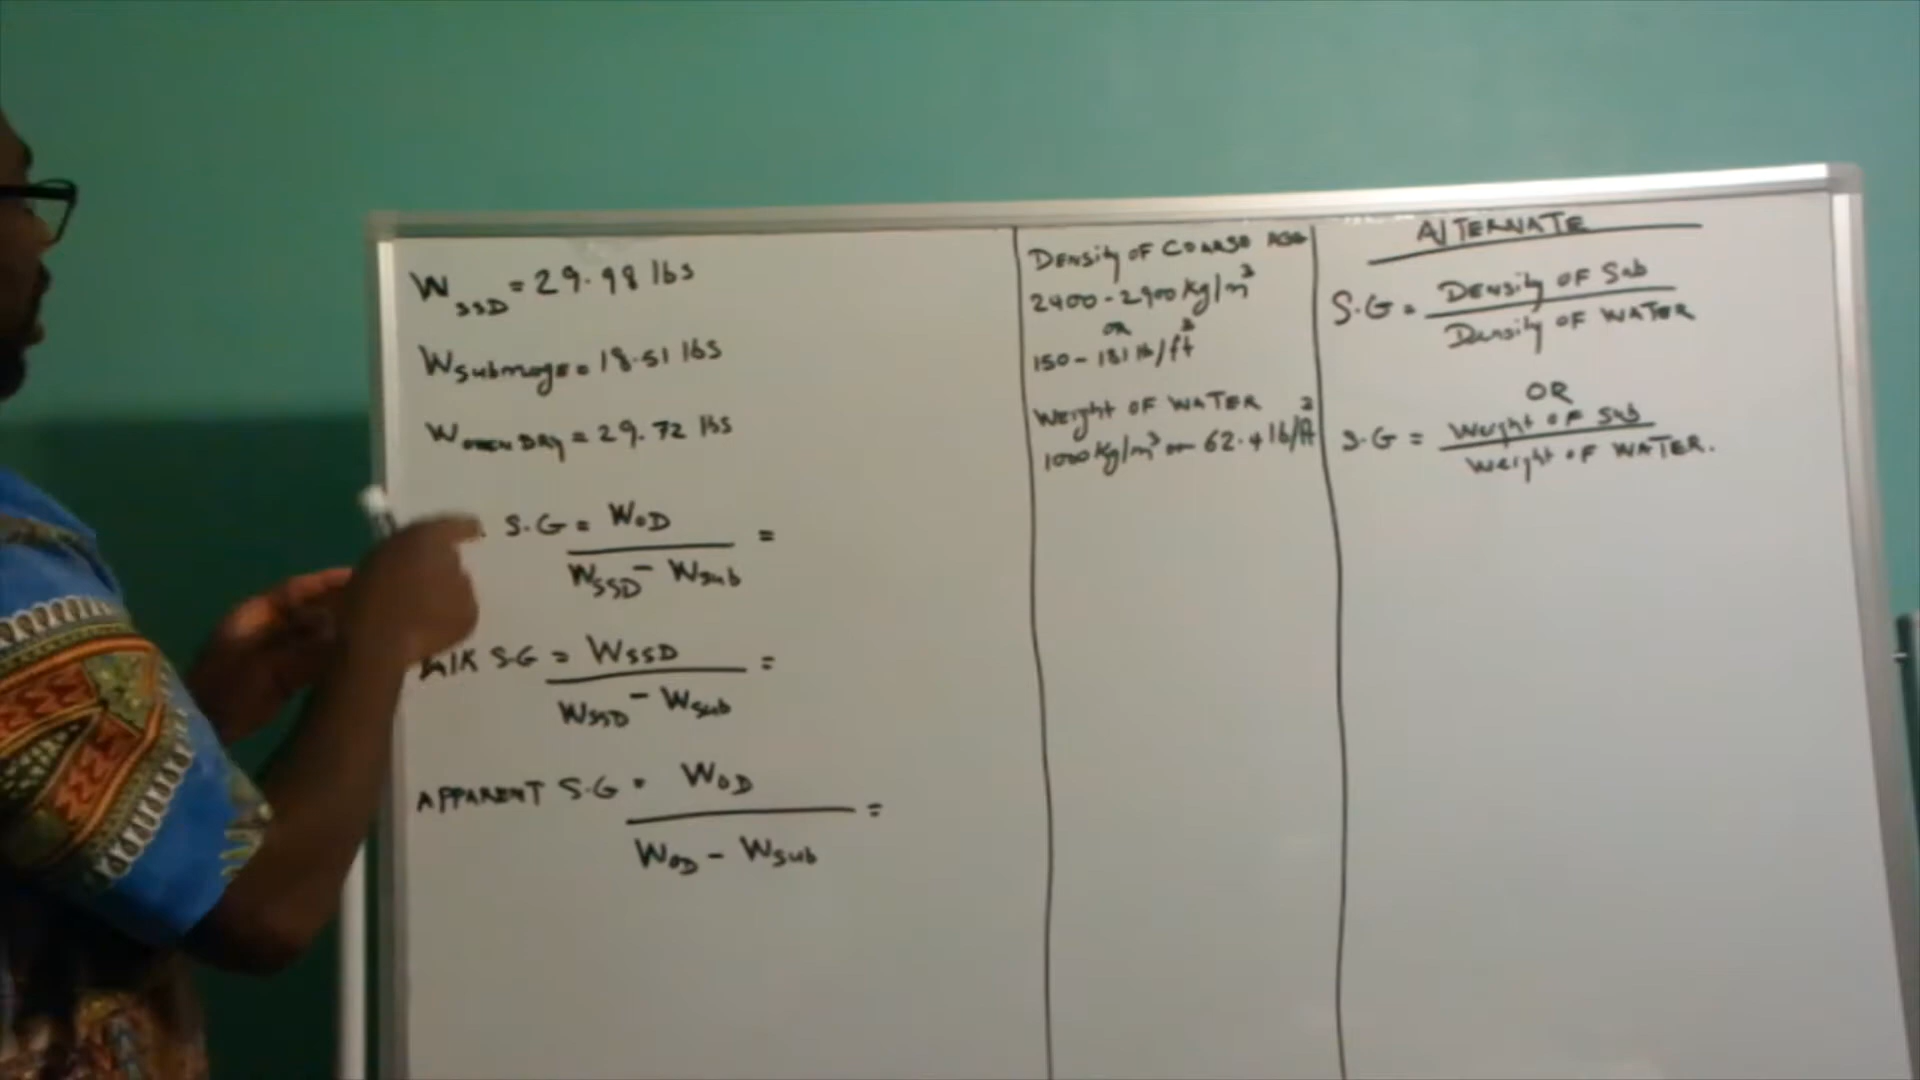 W SSD = 29.98 lbs
W submerge = 18.51 lbs
W OVEN DRY = 29.72 lbs
S.G = WOD / WSSD - Wsub =
S.G = WSSD / WSSD - Wsub =
APPARENT S.G = WOD / WOD - Wsub =
DENSity OF COARSE AGG
2400 - 2900 kg/m³
OR
150 - 181 lb/ft³
Weight OF WATER
1000 kg/m³ or 62.4 lb/ft³
ALTERNATE
S.G = DENSity OF Sub / Density OF WATER
OR
S.G = Weight OF Sub / Weight OF WATER.